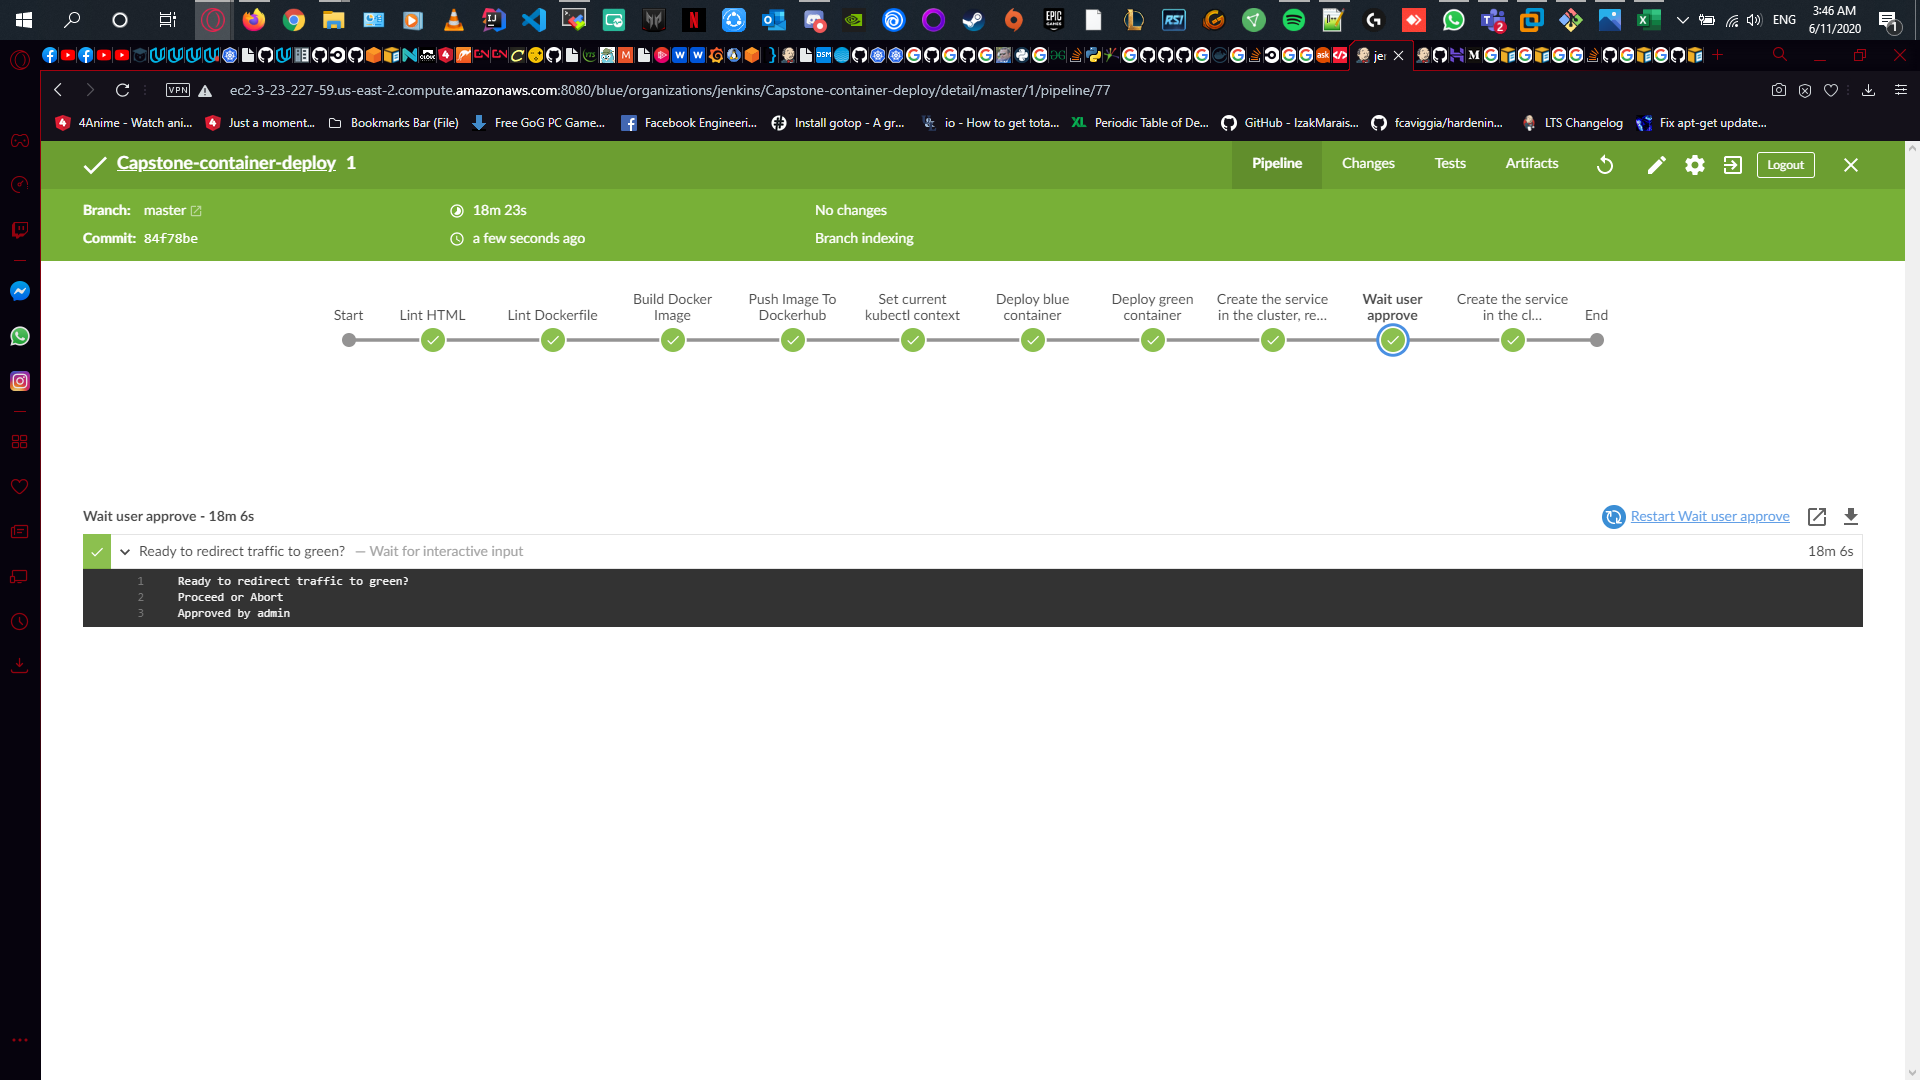 3:46 AM
ENG
6/11/2020
VPN
ec2-3-23-227-59.us-east-2.compute.amazonaws.com:8080/blue/organizations/jenkins/Capstone-container-deploy/detail/master/1/pipeline/77
4Anime - Watch ani...
Just a moment...
Bookmarks Bar (File)
Free GoG PC Game...
Facebook Engineeri...
Install gotop - A gr...
io - How to get tota...
Periodic Table of De...
GitHub - IzakMarais...
fcaviggia/hardenin...
LTS Changelog
Fix apt-get update...
Capstone-container-deploy 1
Pipeline
Changes
Tests
Artifacts
Logout
Branch: master
18m 23s
No changes
Commit: 84f78be
a few seconds ago
Branch indexing
Start
Lint HTML
Lint Dockerfile
Build Docker
Image
Push Image To
Dockerhub
Set current
kubectl context
Deploy blue
container
Deploy green
container
Create the service
in the cluster, re...
Wait user
approve
Create the service
in the cl...
End
Wait user approve - 18m 6s
Restart Wait user approve
Ready to redirect traffic to green? — Wait for interactive input
18m 6s
1 Ready to redirect traffic to green?
2 Proceed or Abort
3 Approved by admin